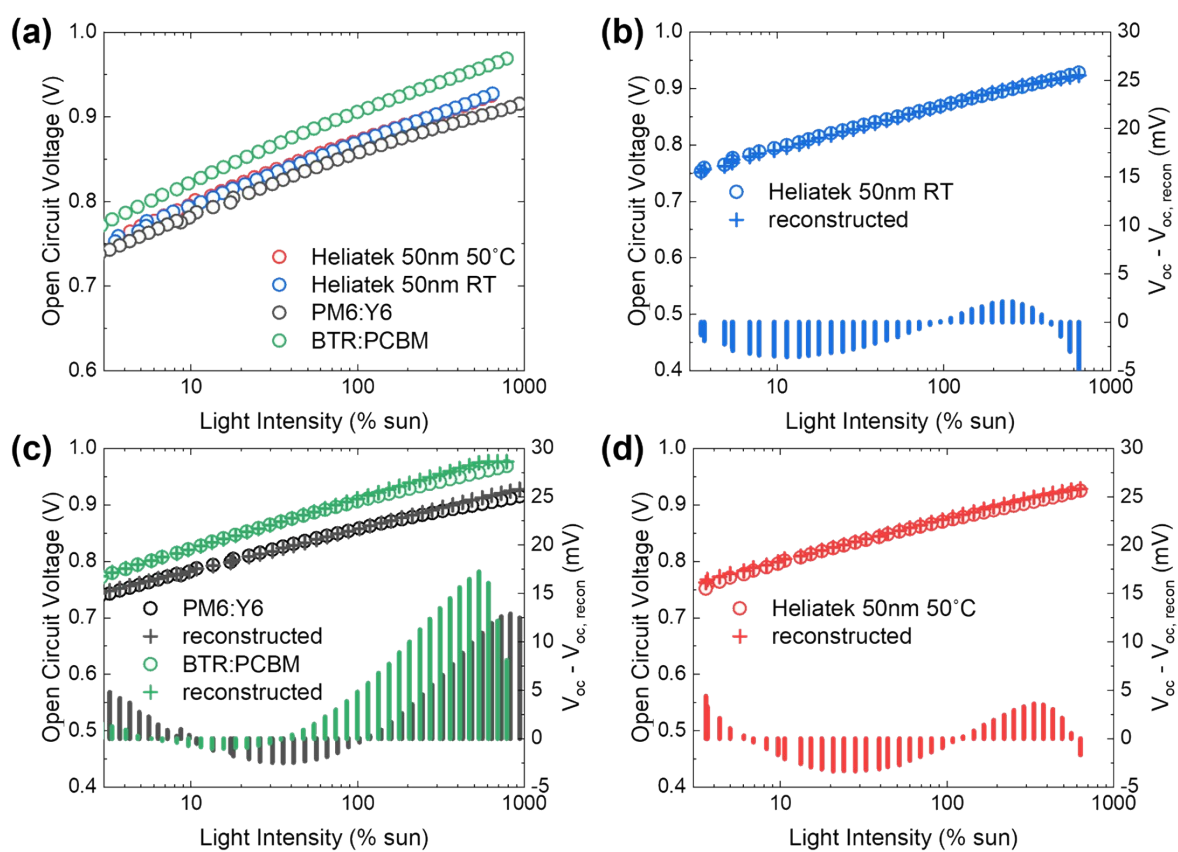 (a)
1.0
0.9
0.8
0.7
0.6
Open Circuit Voltage (V)
Heliatek 50nm 50°C
Heliatek 50nm RT
PM6:Y6
BTR:PCBM
10
100
1000
Light Intensity (% sun)
(b)
1.0
0.9
0.8
0.7
0.6
0.5
0.4
Open Circuit Voltage (V)
Heliatek 50nm RT
reconstructed
30
25
20
15
10
5
0
-5
Voc - Voc, recon (mV)
10
100
1000
Light Intensity (% sun)
(c)
1.0
0.9
0.8
0.7
0.6
0.5
0.4
Open Circuit Voltage (V)
PM6:Y6
reconstructed
BTR:PCBM
reconstructed
30
25
20
15
10
5
0
-5
Voc - Voc, recon (mV)
10
100
1000
Light Intensity (% sun)
(d)
1.0
0.9
0.8
0.7
0.6
0.5
0.4
Open Circuit Voltage (V)
Heliatek 50nm 50°C
reconstructed
30
25
20
15
10
5
0
-5
Voc - Voc, recon (mV)
10
100
1000
Light Intensity (% sun)